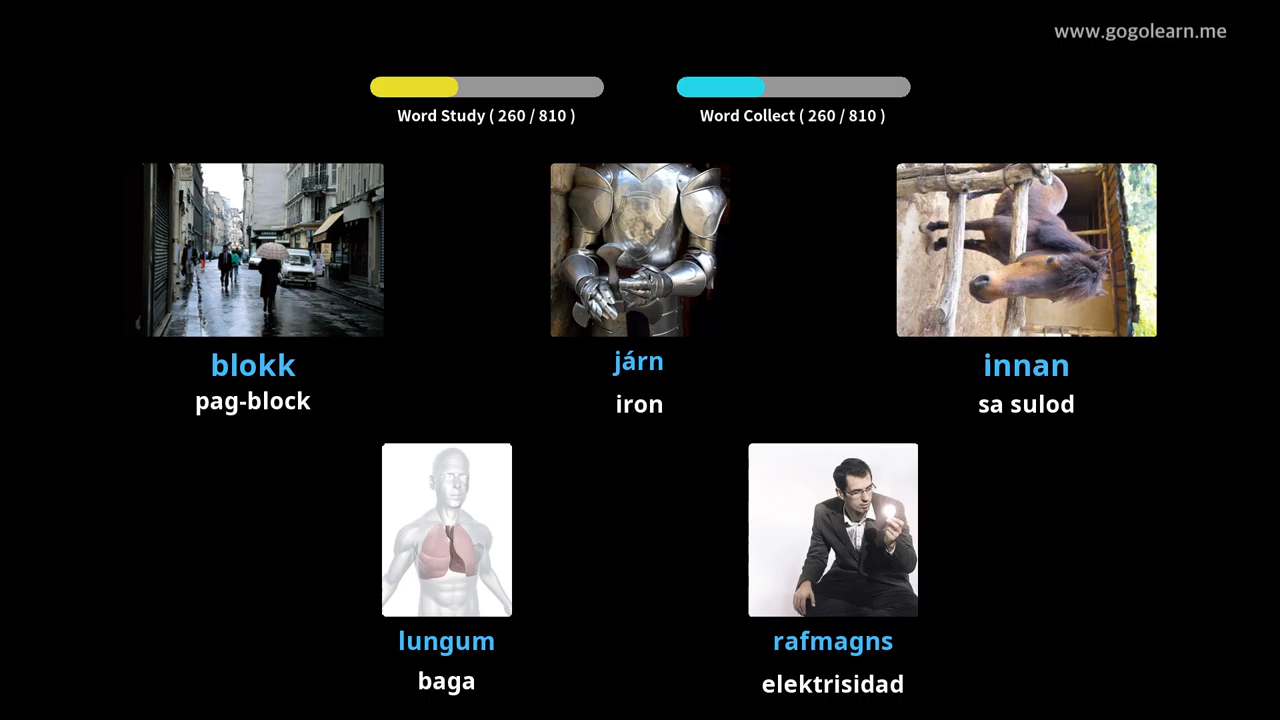 www.gogolearn.me
Word Study ( 260 / 810 )
Word Collect ( 260 / 810 )
blokk
pag-block
járn
iron
innan
sa sulod
lungum
baga
rafmagns
elektrisidad